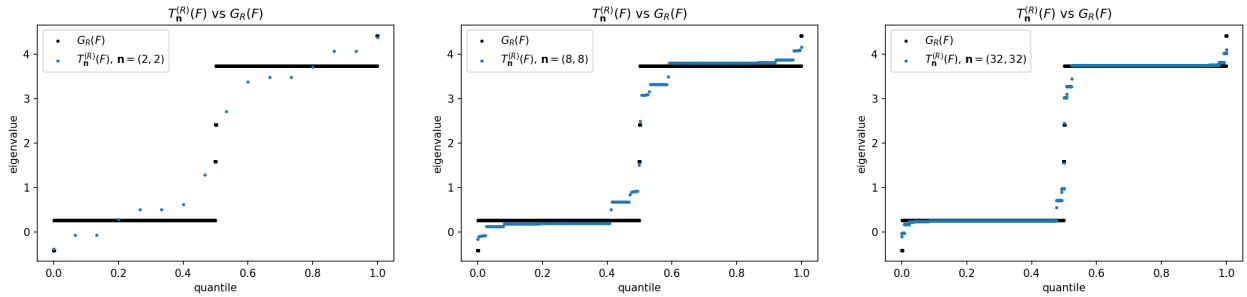 T_n^(R)(F) vs G_R(F)
eigenvalue
4
3
2
1
0
G_R(F)
T_n^(R)(F), n = (2, 2)
0.0 0.2 0.4 0.6 0.8 1.0
quantile
T_n^(R)(F) vs G_R(F)
eigenvalue
4
3
2
1
0
G_R(F)
T_n^(R)(F), n = (8, 8)
0.0 0.2 0.4 0.6 0.8 1.0
quantile
T_n^(R)(F) vs G_R(F)
eigenvalue
4
3
2
1
0
G_R(F)
T_n^(R)(F), n = (32, 32)
0.0 0.2 0.4 0.6 0.8 1.0
quantile